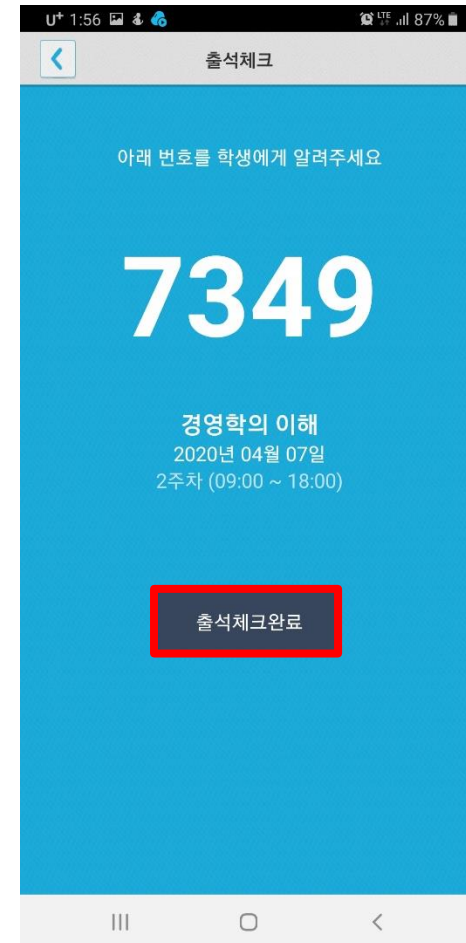 U+ 1:56 LTE 87%
출석체크
아래 번호를 학생에게 알려주세요
7349
경영학의 이해
2020년 04월 07일
2주차 (09:00 ~ 18:00)
출석체크완료